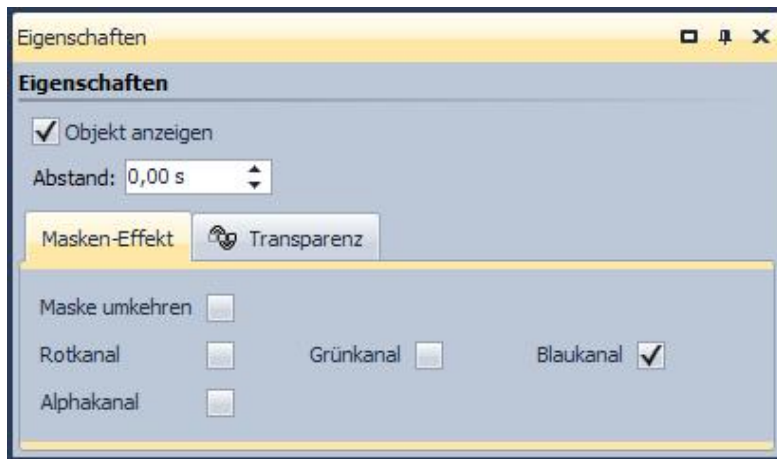 Eigenschaften
Eigenschaften
Objekt anzeigen
Abstand: 0,00 s
Masken-Effekt Transparenz
Maske umkehren
Rotkanal Grünkanal Blaukanal
Alphakanal